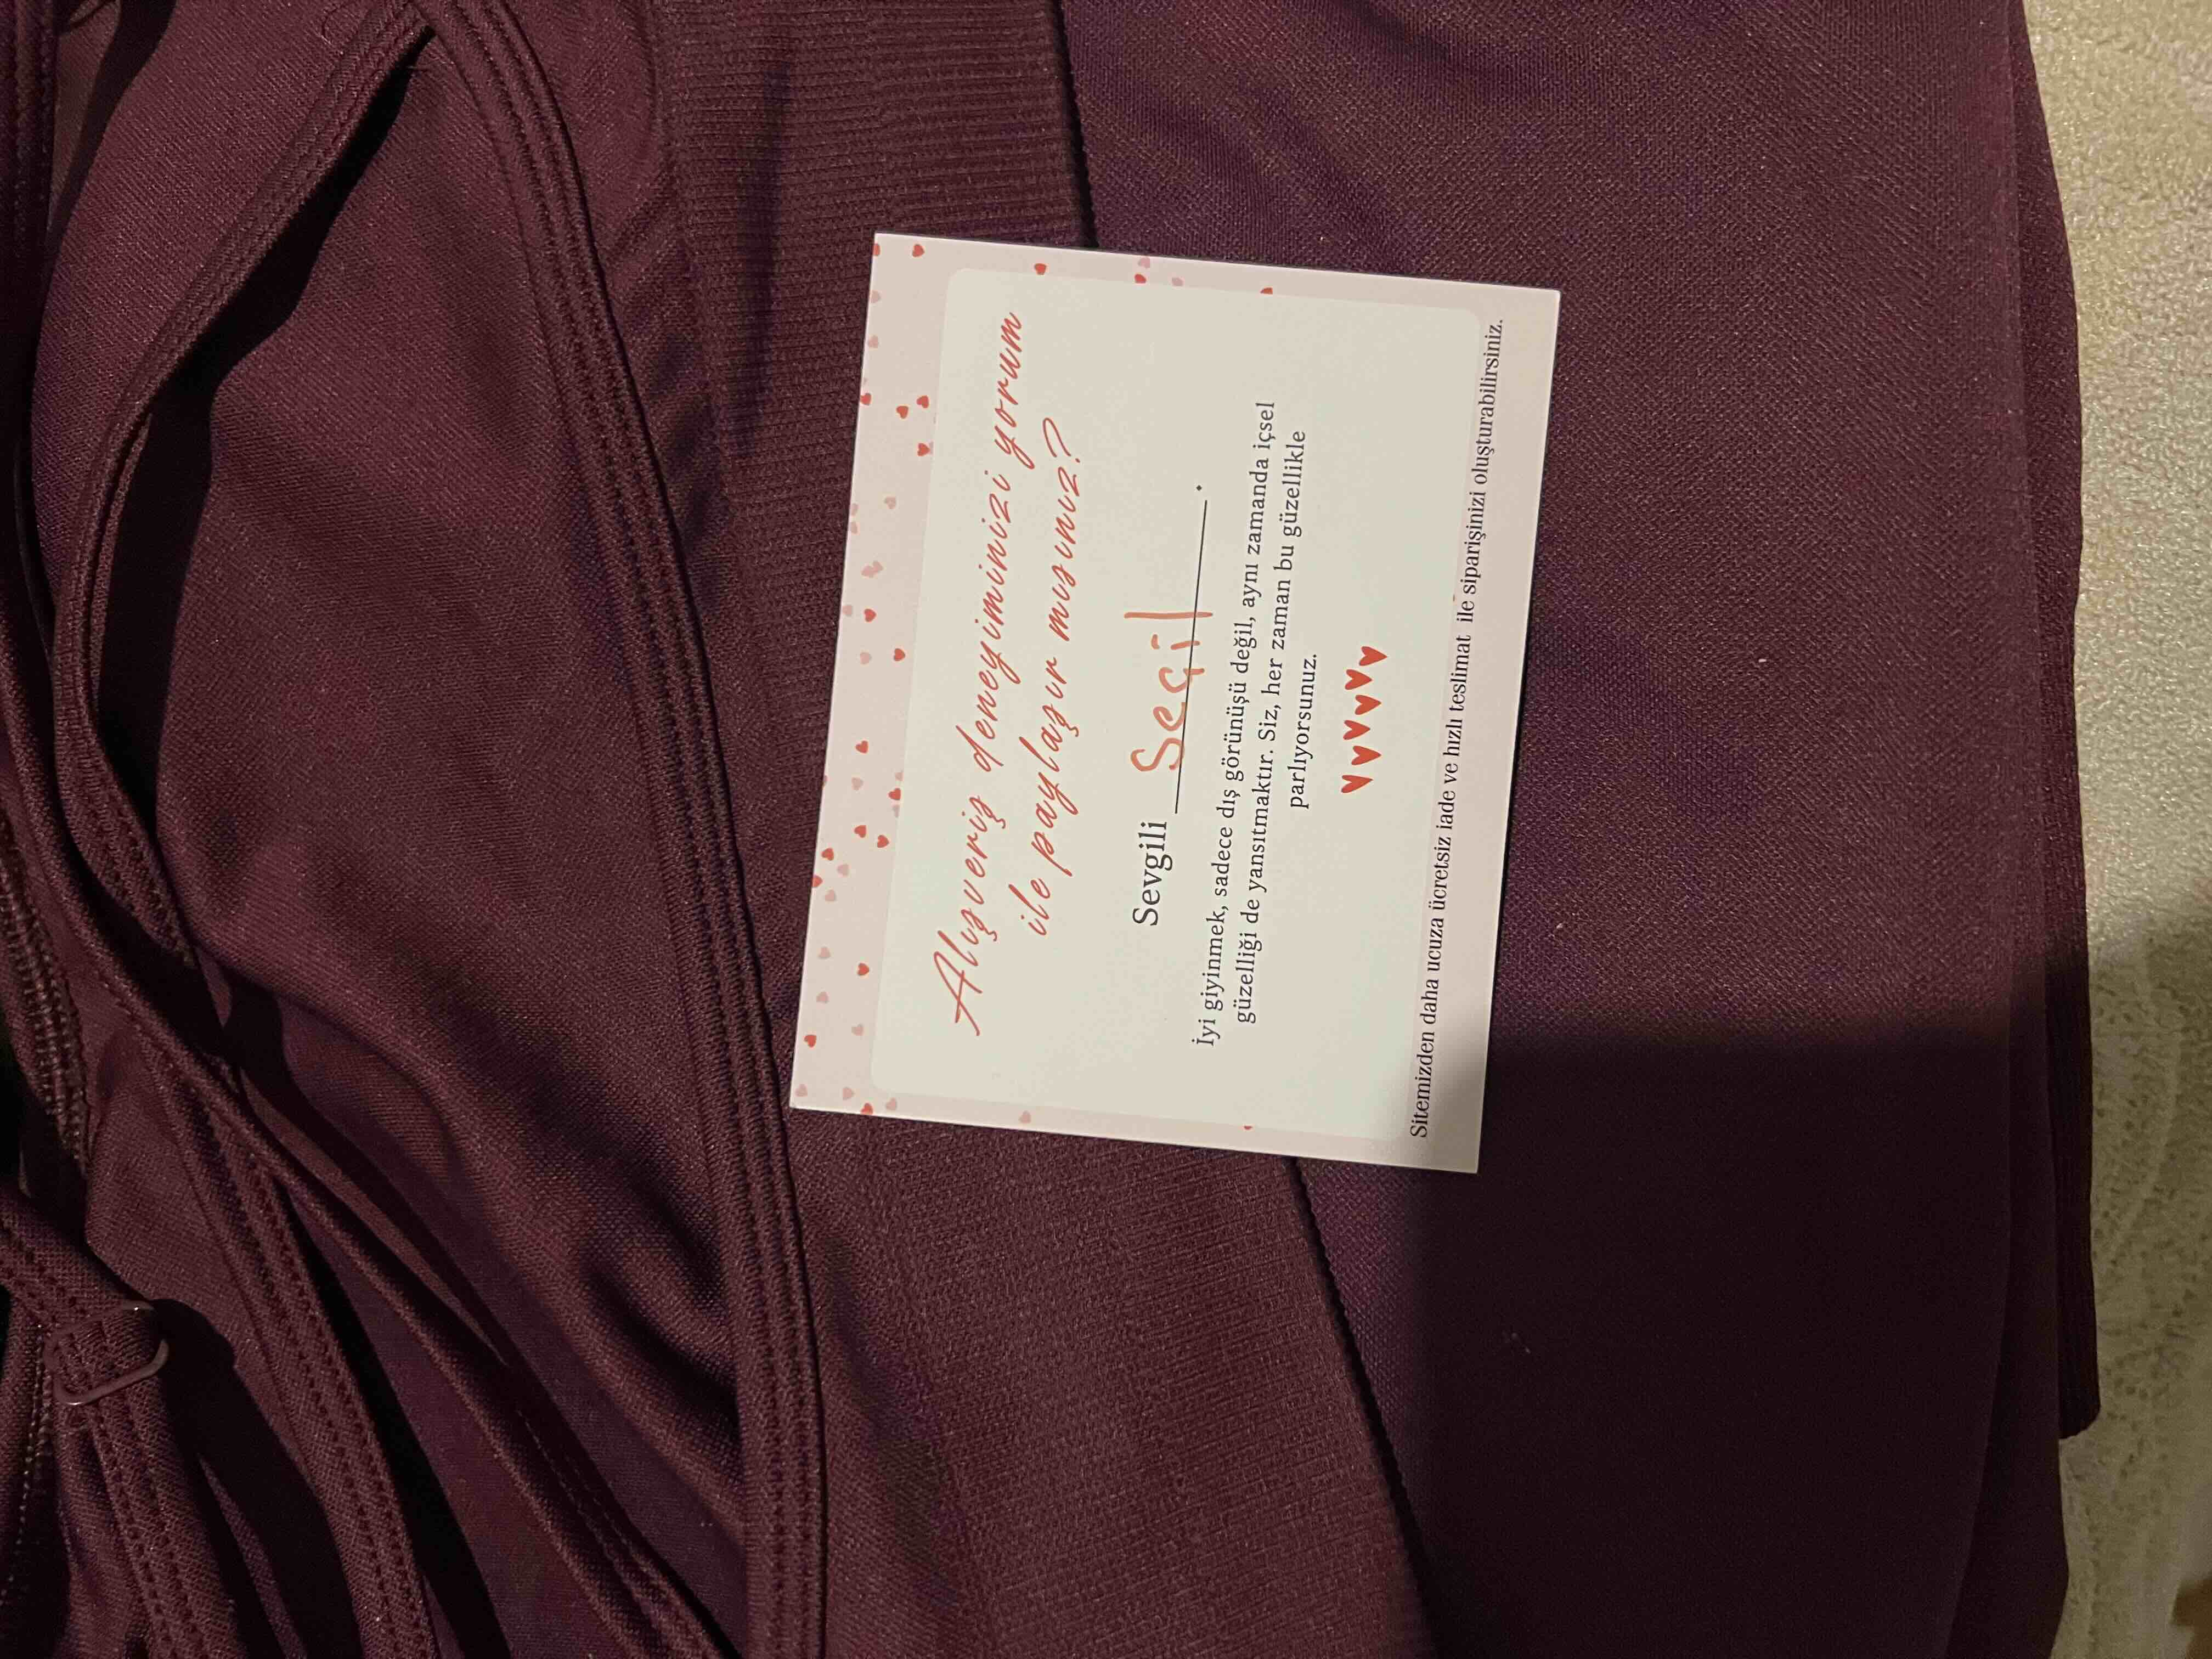 Alışveriş deneyiminizi yorum
ile paylaşır mısınız?
Sevgili Seçil .
İyi giyinmek, sadece dış görünüşü değil, aynı zamanda içsel
güzelliği de yansıtmaktır. Siz, her zaman bu güzellikle
parlıyorsunuz.
Sitemizden daha ucuza ücretsiz iade ve hızlı teslimat ile siparişinizi oluşturabilirsiniz.